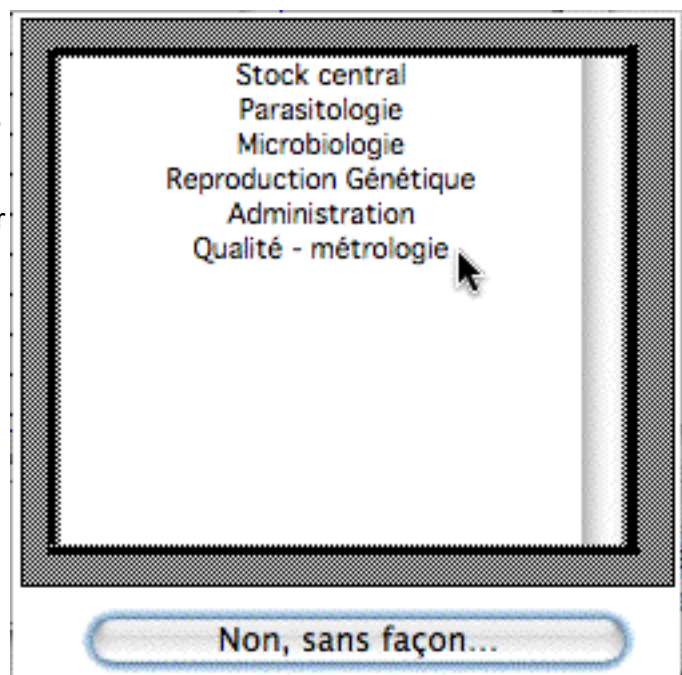 Stock central
Parasitologie
Microbiologie
Reproduction Génétique
Administration
Qualité - métrologie
Non, sans façon...